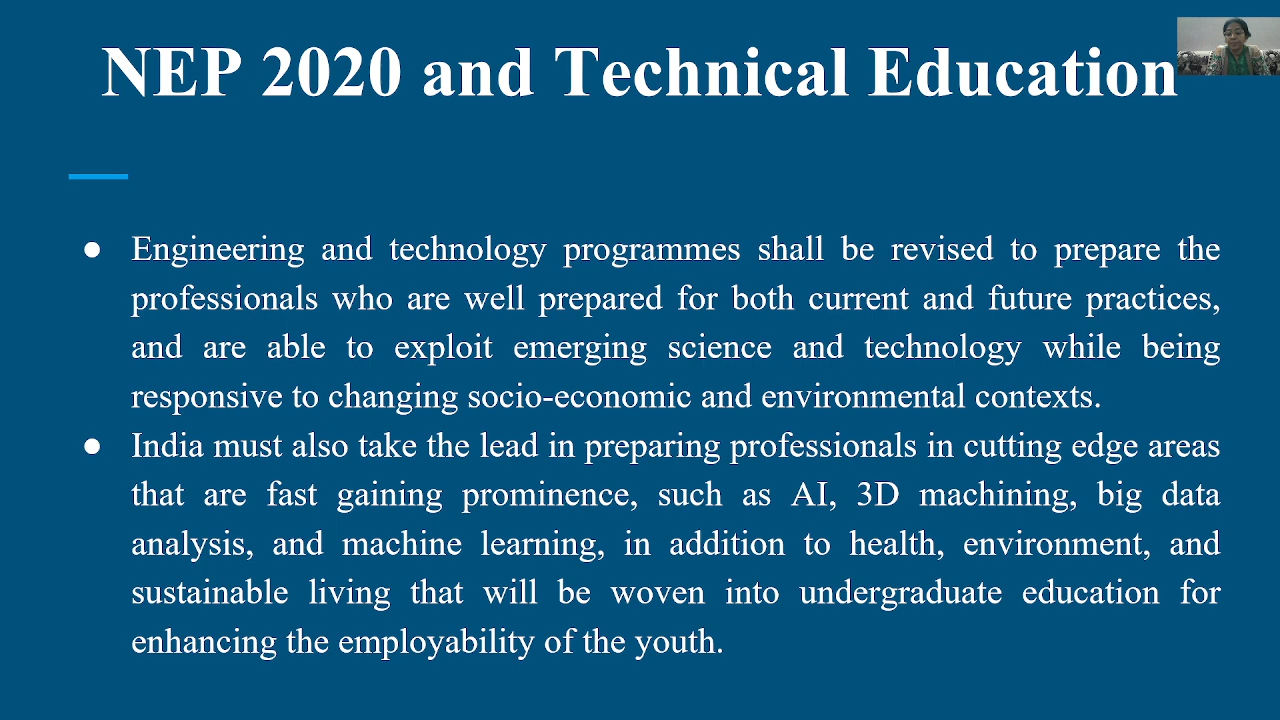 NEP 2020 and Technical Education
● Engineering and technology programmes shall be revised to prepare the
professionals who are well prepared for both current and future practices,
and are able to exploit emerging science and technology while being
responsive to changing socio-economic and environmental contexts.
● India must also take the lead in preparing professionals in cutting edge areas
that are fast gaining prominence, such as AI, 3D machining, big data
analysis, and machine learning, in addition to health, environment, and
sustainable living that will be woven into undergraduate education for
enhancing the employability of the youth.